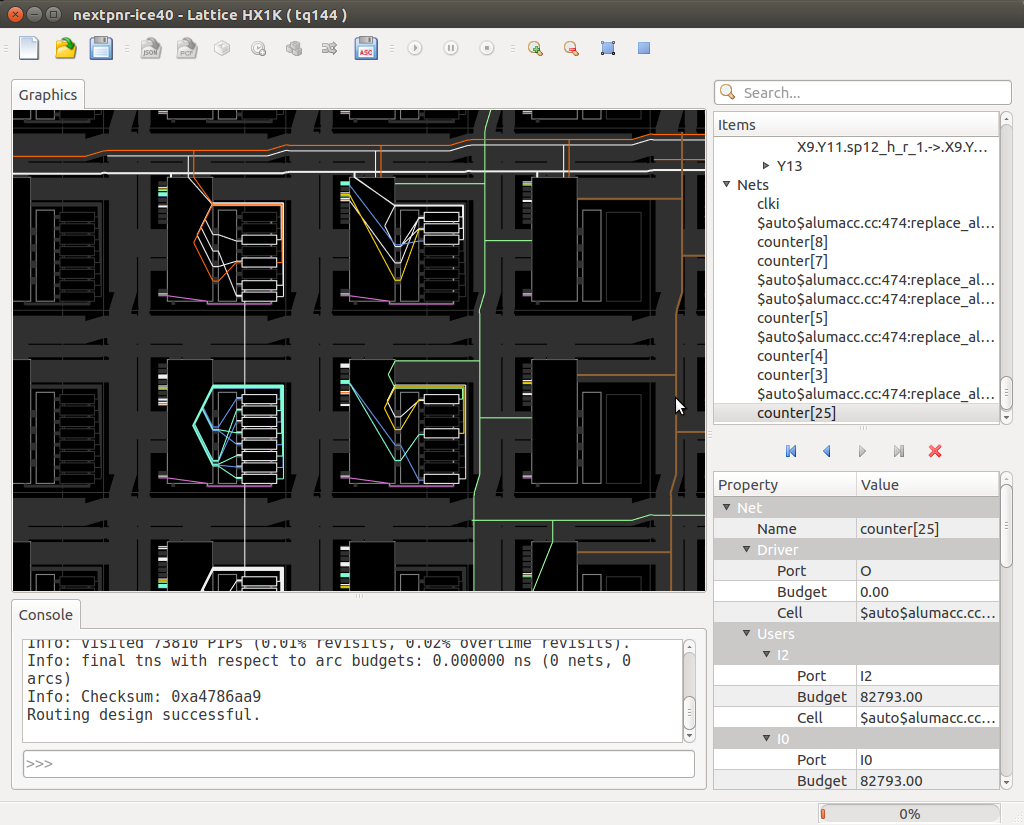 nextpnr-ice40 - Lattice HX1K ( tq144 )
JSON
PCF
ASC
Graphics
Search...
Items
X9.Y11.sp12_h_r_1.->.X9.Y...
Y13
Nets
clki
$auto$alumacc.cc:474:replace_al...
counter[8]
counter[7]
$auto$alumacc.cc:474:replace_al...
$auto$alumacc.cc:474:replace_al...
counter[5]
$auto$alumacc.cc:474:replace_al...
counter[4]
counter[3]
$auto$alumacc.cc:474:replace_al...
counter[25]
Property Value
Net
Name counter[25]
Driver
Port O
Budget 0.00
Cell $auto$alumacc.cc...
Users
I2
Port I2
Budget 82793.00
Cell $auto$alumacc.cc...
I0
Port I0
Budget 82793.00
Console
Info: visited 73810 PIPs (0.01% revisits, 0.02% overtime revisits).
Info: final tns with respect to arc budgets: 0.000000 ns (0 nets, 0
arcs)
Info: Checksum: 0xa4786aa9
Routing design successful.
>>>
0%